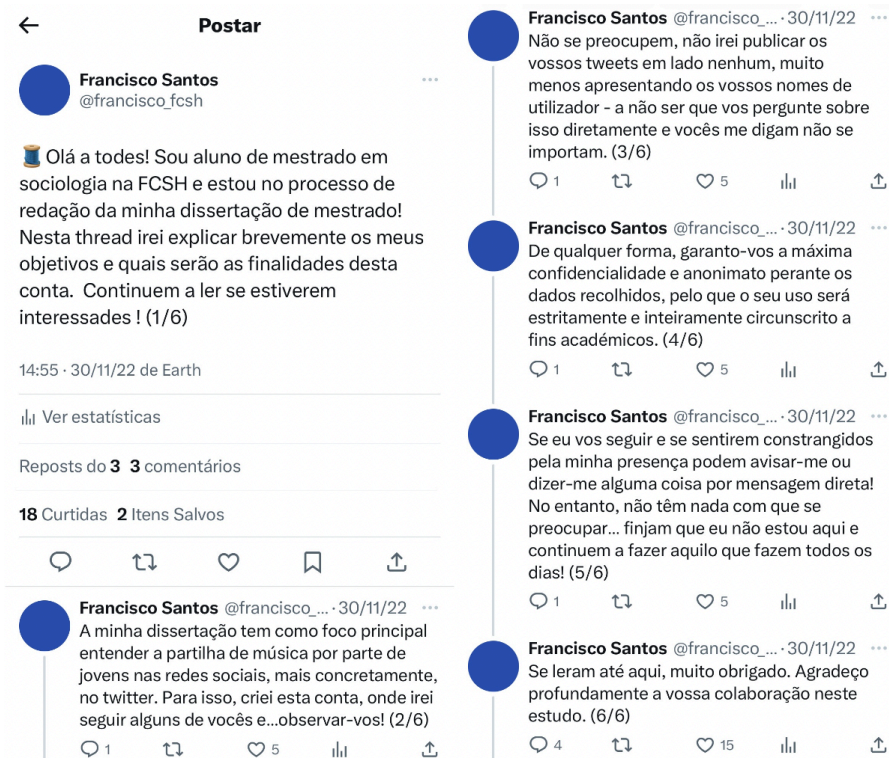 Postar
Francisco Santos
@francisco_fcsh
🧵 Olá a todes! Sou aluno de mestrado em
sociologia na FCSH e estou no processo de
redação da minha dissertação de mestrado!
Nesta thread irei explicar brevemente os meus
objetivos e quais serão as finalidades desta
conta.  Continuem a ler se estiverem
interessades ! (1/6)
14:55 · 30/11/22 de Earth
Ver estatísticas
Reposts do 3  3 comentários
18 Curtidas  2 Itens Salvos
Francisco Santos @francisco_... · 30/11/22
A minha dissertação tem como foco principal
entender a partilha de música por parte de
jovens nas redes sociais, mais concretamente,
no twitter. Para isso, criei esta conta, onde irei
seguir alguns de vocês e...observar-vos! (2/6)
1 5
Francisco Santos @francisco_... · 30/11/22
Não se preocupem, não irei publicar os
vossos tweets em lado nenhum, muito
menos apresentando os vossos nomes de
utilizador - a não ser que vos pergunte sobre
isso diretamente e vocês me digam não se
importam. (3/6)
1 5
Francisco Santos @francisco_... · 30/11/22
De qualquer forma, garanto-vos a máxima
confidencialidade e anonimato perante os
dados recolhidos, pelo que o seu uso será
estritamente e inteiramente circunscrito a
fins académicos. (4/6)
1 5
Francisco Santos @francisco_... · 30/11/22
Se eu vos seguir e se sentirem constrangidos
pela minha presença podem avisar-me ou
dizer-me alguma coisa por mensagem direta!
No entanto, não têm nada com que se
preocupar... finjam que eu não estou aqui e
continuem a fazer aquilo que fazem todos os
dias! (5/6)
1 5
Francisco Santos @francisco_... · 30/11/22
Se leram até aqui, muito obrigado. Agradeço
profundamente a vossa colaboração neste
estudo. (6/6)
4 15